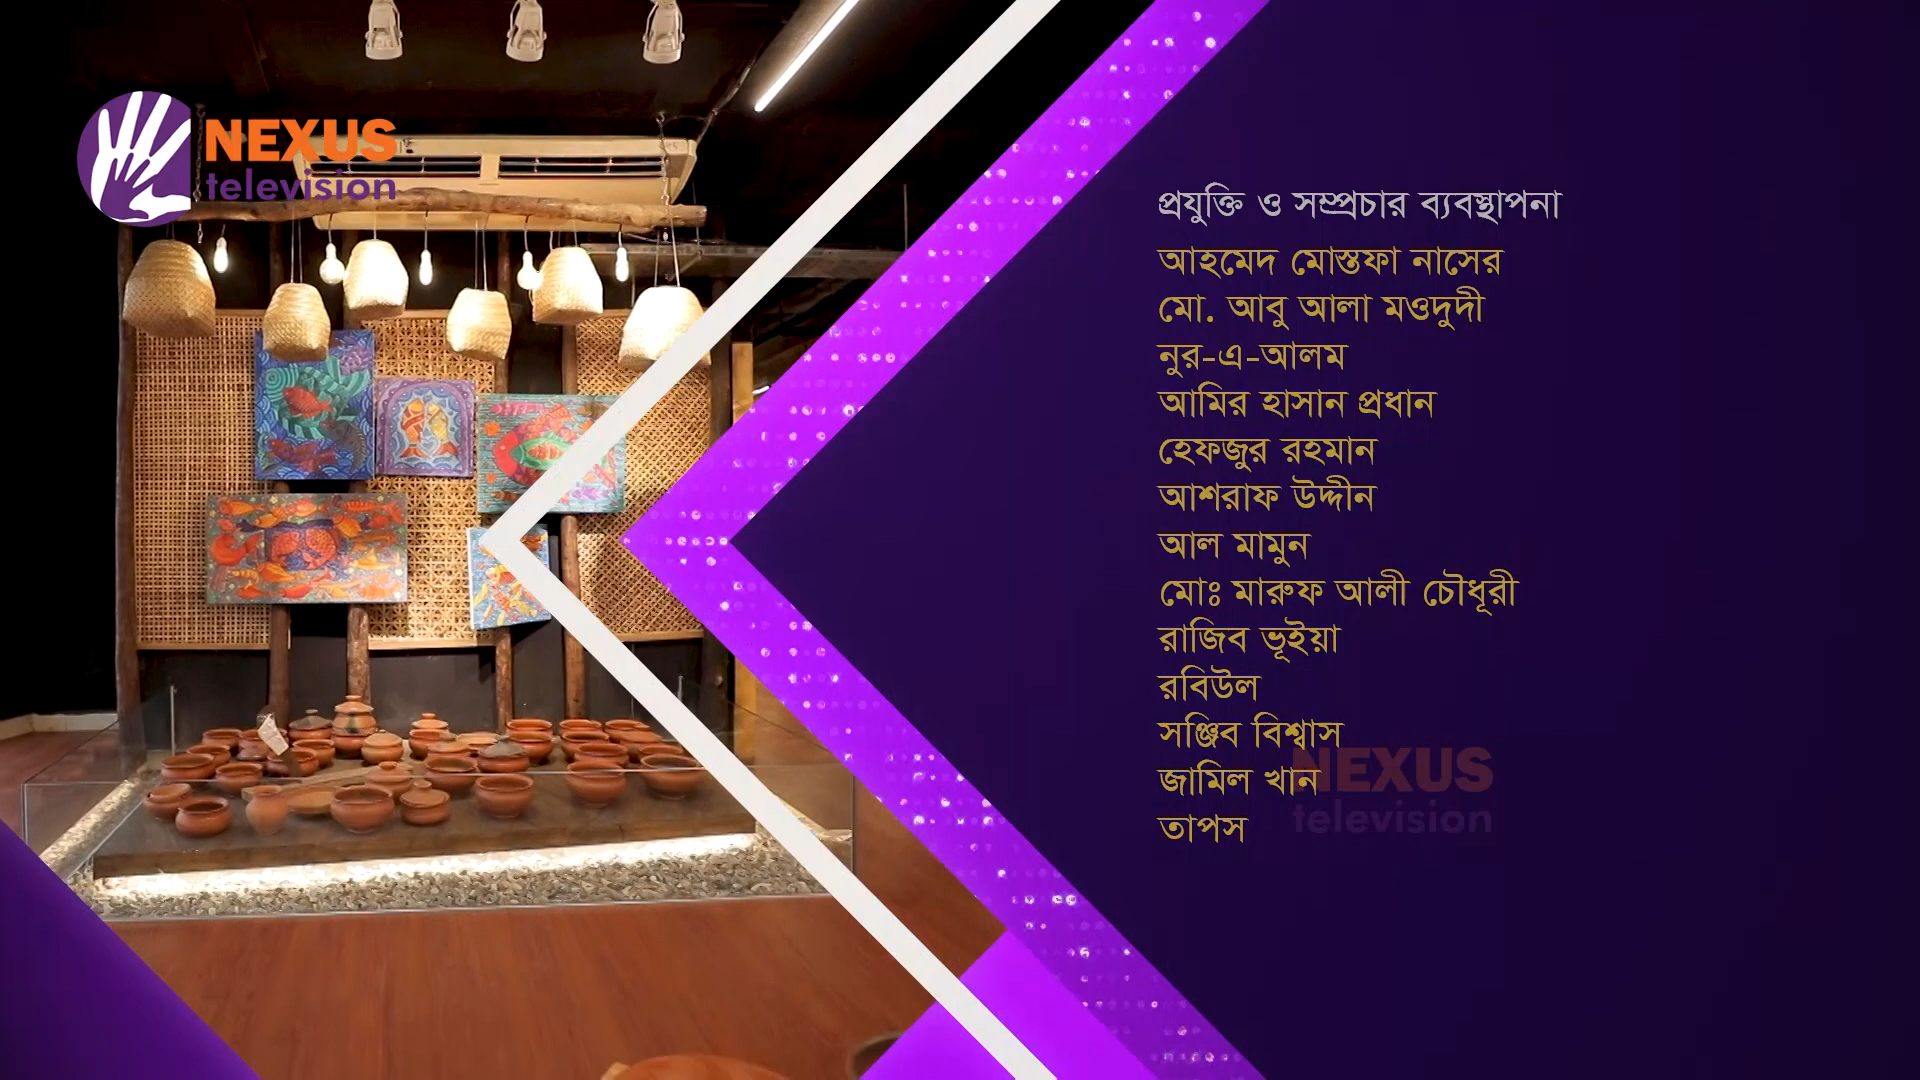 NEXUS
television
প্রযুক্তি ও সম্প্রচার ব্যবস্থাপনা
আহমেদ মোস্তফা নাসের
মো. আবু আলা মওদুদী
নুর-এ-আলম
আমির হাসান প্রধান
হেফজুর রহমান
আশরাফ উদ্দীন
আল মামুন
মোঃ মারুফ আলী চৌধূরী
রাজিব ভূইয়া
রবিউল
সঞ্জিব বিশ্বাস
জামিল খান
তাপস
NEXUS
television